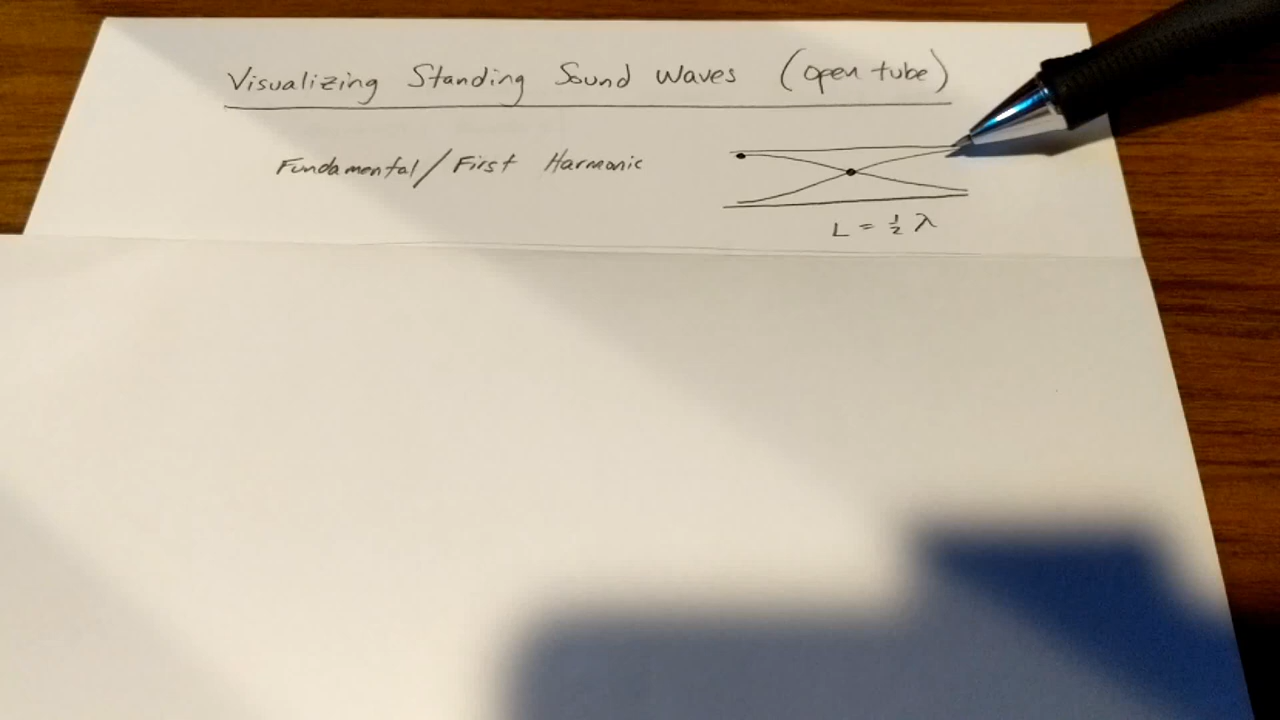 Visualizing Standing Sound Waves (open tube)
Fundamental/First Harmonic
L = ½ λ